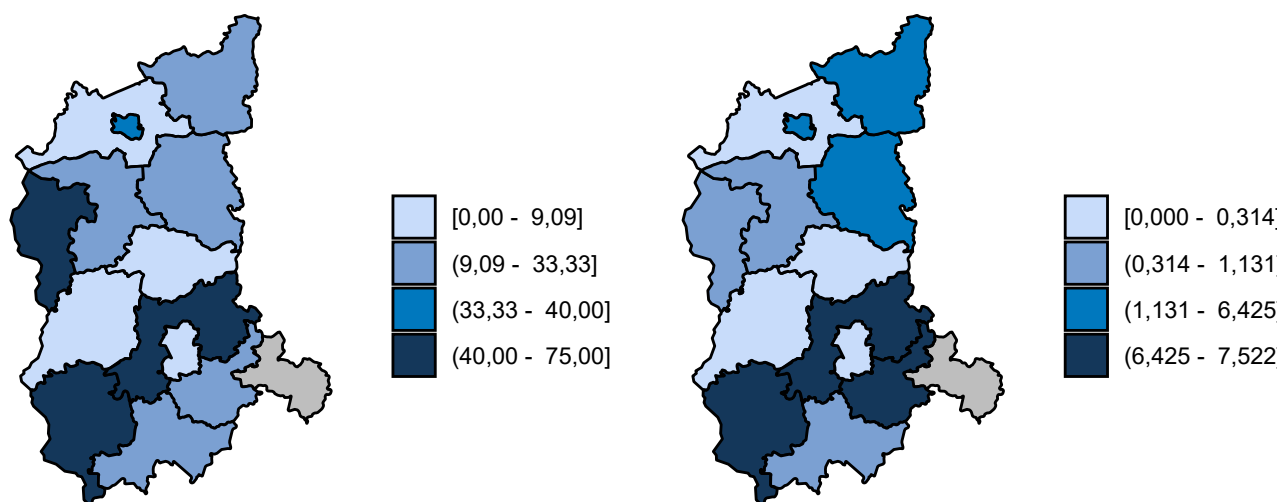 [0,00 - 9,09]
(9,09 - 33,33]
(33,33 - 40,00]
(40,00 - 75,00]
[0,000 - 0,314]
(0,314 - 1,131]
(1,131 - 6,425]
(6,425 - 7,522]